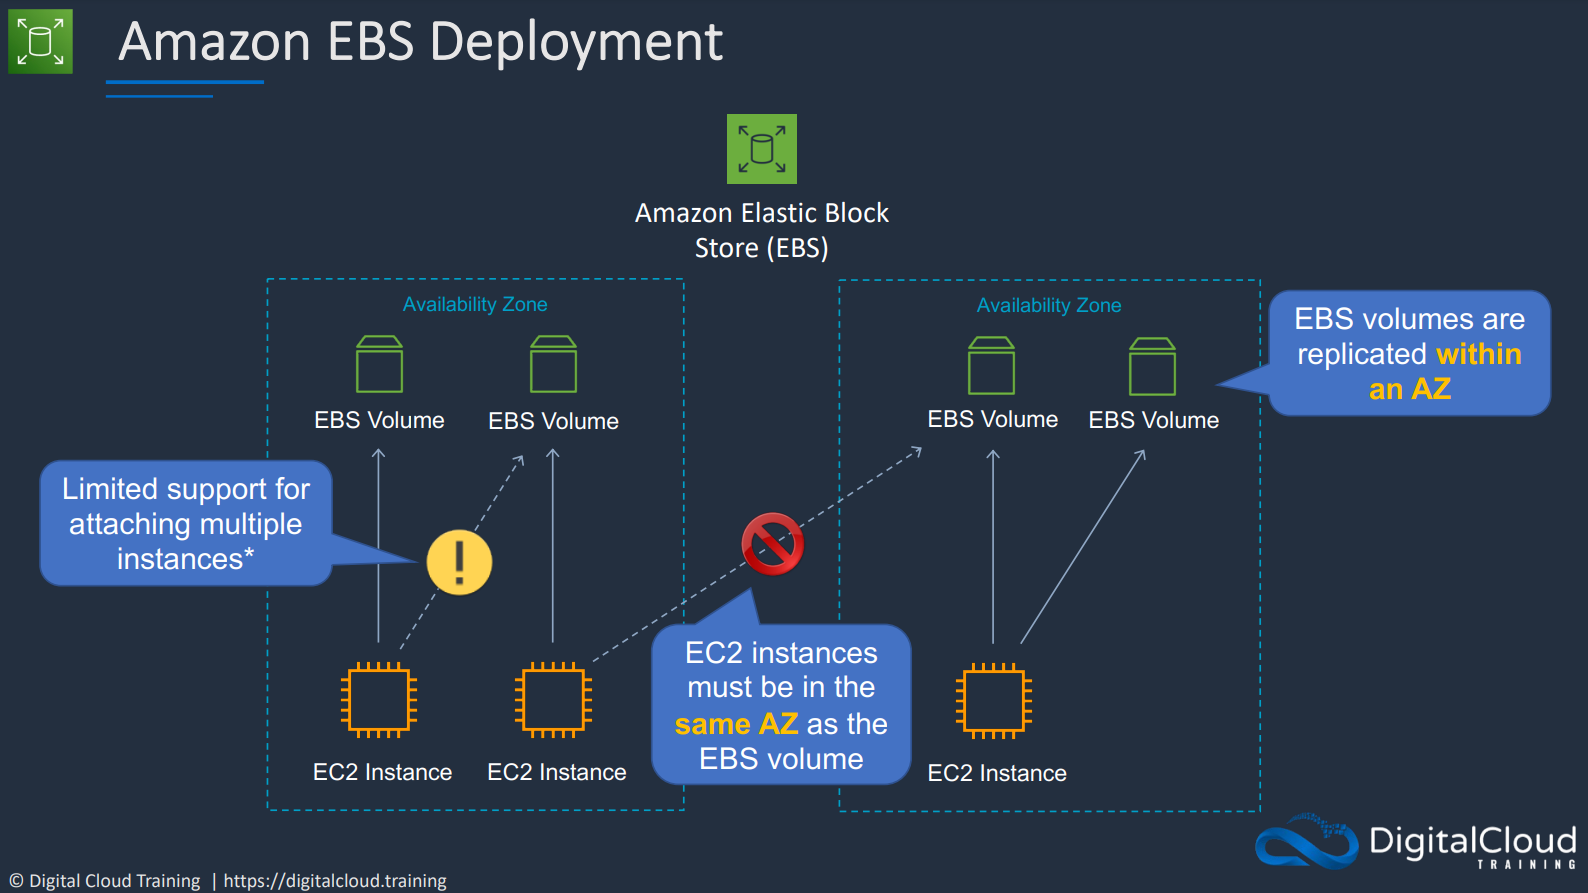 Amazon EBS Deployment
Amazon Elastic Block
Store (EBS)
Availability Zone
Availability Zone
EBS volumes are
replicated within
an AZ
EBS Volume
EBS Volume
EBS Volume
EBS Volume
Limited support for
attaching multiple
instances*
!
EC2 instances
must be in the
same AZ as the
EBS volume
EC2 Instance
EC2 Instance
EC2 Instance
DigitalCloud
TRAINING
© Digital Cloud Training | https://digitalcloud.training